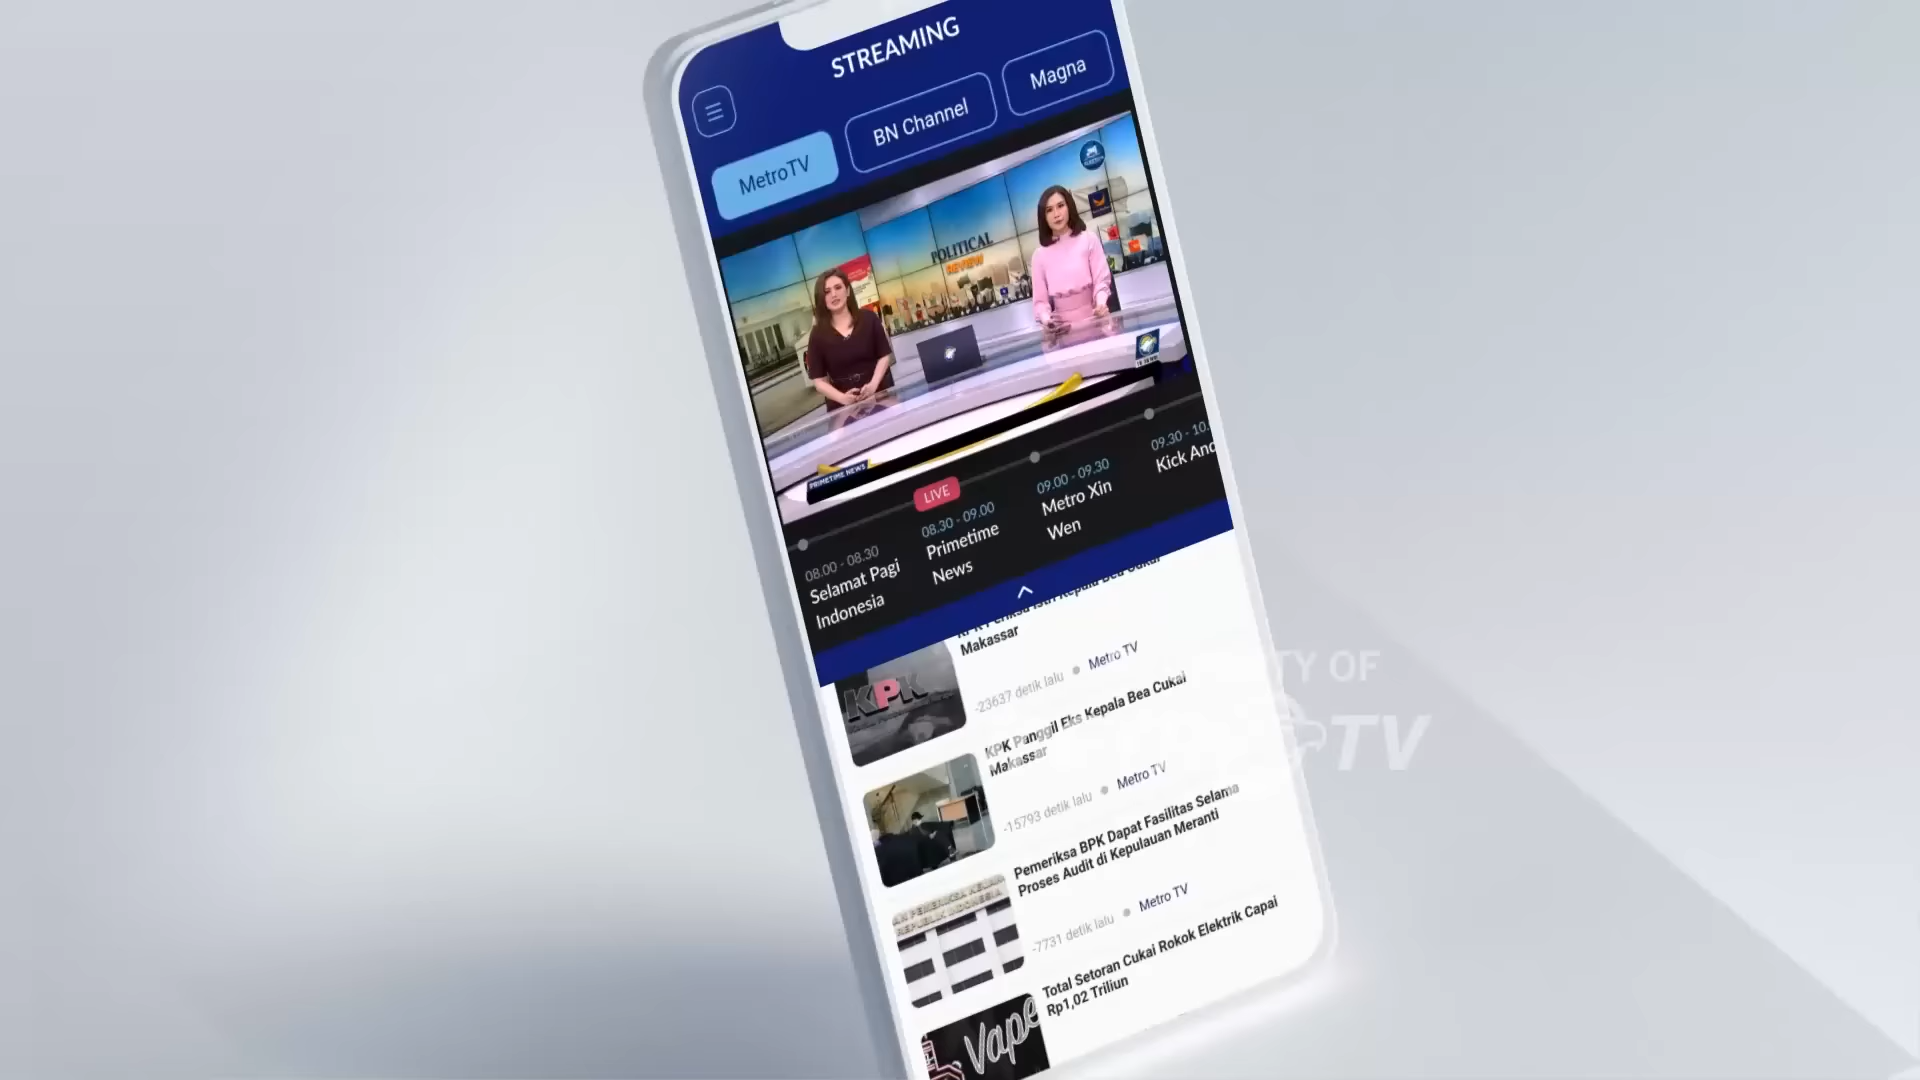 STREAMING
MetroTV
BN Channel
Magna
POLITICAL
REVIEW
PRIMETIME NEWS
LIVE
08.00 - 08.30
Selamat Pagi
Indonesia
08.30 - 09.00
Primetime
News
09.00 - 09.30
Metro Xin
Wen
09.30 - 10.
Kick And
Makassar
KPK
-23637 detik lalu • Metro TV
KPK Panggil Eks Kepala Bea Cukai
Makassar
-15793 detik lalu • Metro TV
Pemeriksa BPK Dapat Fasilitas Selama
Proses Audit di Kepulauan Meranti
REPUBLIK INDONESIA
-7731 detik lalu • Metro TV
Total Setoran Cukai Rokok Elektrik Capai
Rp1,02 Triliun
Vape
TY OF
TV